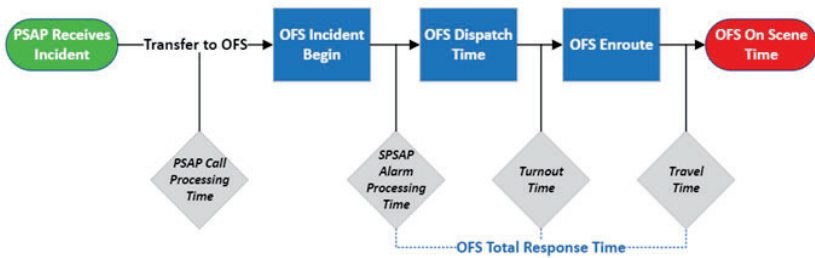 PSAP Receives
Incident
Transfer to OFS
OFS Incident
Begin
OFS Dispatch
Time
OFS Enroute
OFS On Scene
Time
PSAP Call
Processing
Time
SPSAP
Alarm
Processing
Time
Turnout
Time
Travel
Time
OFS Total Response Time